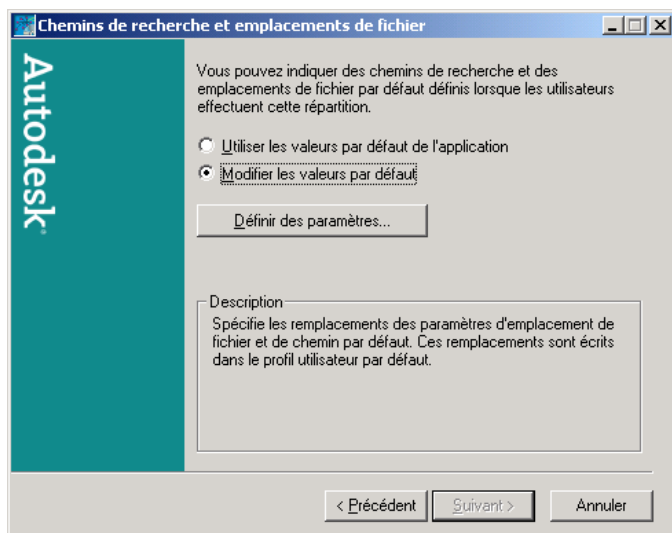 Chemins de recherche et emplacements de fichier
Autodesk®
Vous pouvez indiquer des chemins de recherche et des
emplacements de fichier par défaut définis lorsque les utilisateurs
effectuent cette répartition.
Utiliser les valeurs par défaut de l'application
Modifier les valeurs par défaut
Définir des paramètres...
Description
Spécifie les remplacements des paramètres d'emplacement de
fichier et de chemin par défaut. Ces remplacements sont écrits
dans le profil utilisateur par défaut.
< Précédent
Suivant >
Annuler